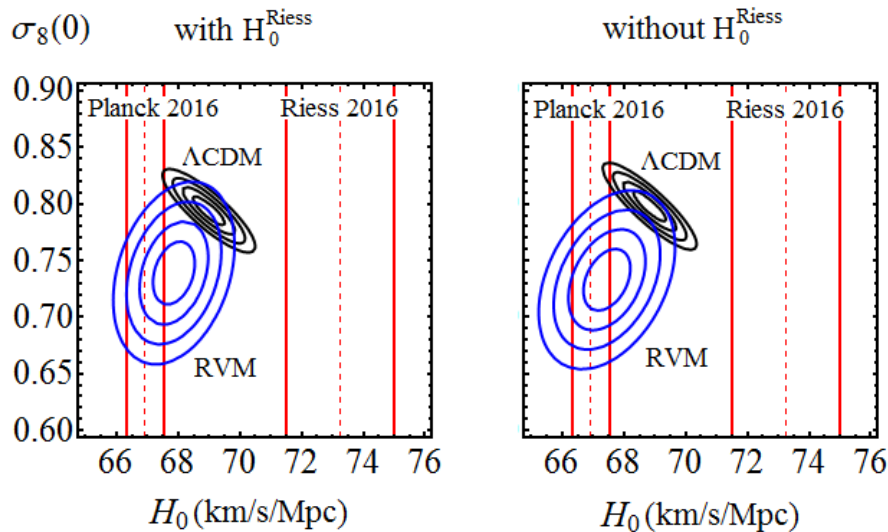 σ₈(0) with H₀ᴿⁱᵉˢˢ without H₀ᴿⁱᵉˢˢ
0.90
0.85
0.80
0.75
0.70
0.65
0.60
Planck 2016 Riess 2016
ΛCDM
RVM
66 68 70 72 74 76
H₀ (km/s/Mpc)
Planck 2016 Riess 2016
ΛCDM
RVM
66 68 70 72 74 76
H₀ (km/s/Mpc)